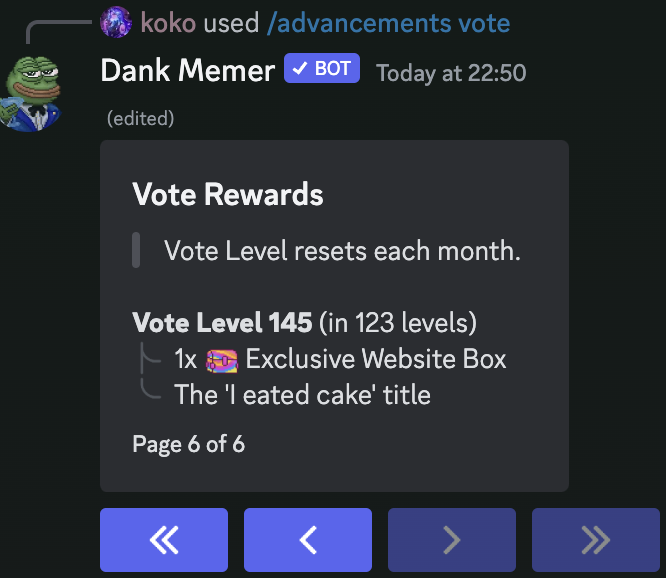 koko used /advancements vote
Dank Memer ✓ BOT Today at 22:50
(edited)
Vote Rewards
Vote Level resets each month.
Vote Level 145 (in 123 levels)
1x Exclusive Website Box
The 'I eated cake' title
Page 6 of 6